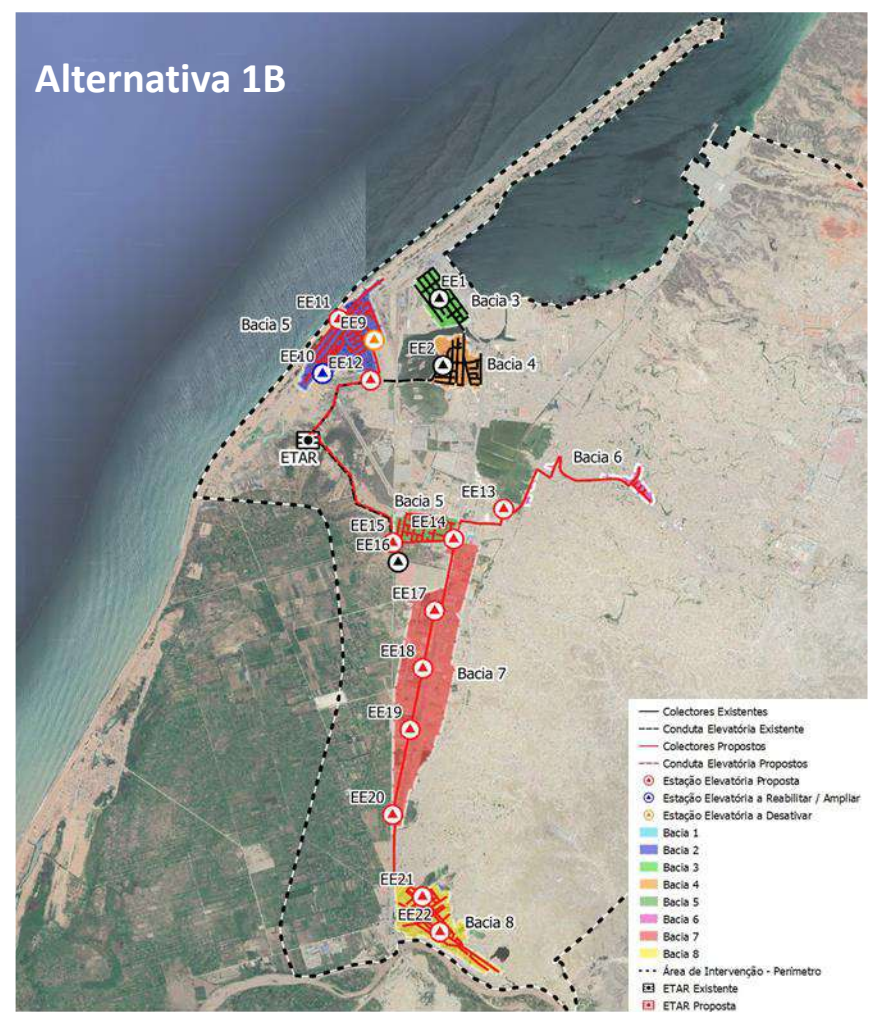 Alternativa 1B
EE1
Bacia 3
EE11
Bacia 5
EE9
EE2
EE10
EE12
Bacia 4
ETAR
Bacia 6
EE13
Bacia 5
EE15
EE14
EE16
EE17
EE18
Bacia 7
EE19
EE20
EE21
EE22
Bacia 8
Colectores Existentes
Conduta Elevatória Existente
Colectores Propostos
Conduta Elevatória Propostos
Estação Elevatória Proposta
Estação Elevatória a Reabilitar / Ampliar
Estação Elevatória a Desativar
Bacia 1
Bacia 2
Bacia 3
Bacia 4
Bacia 5
Bacia 6
Bacia 7
Bacia 8
Área de Intervenção - Perímetro
ETAR Existente
ETAR Proposta